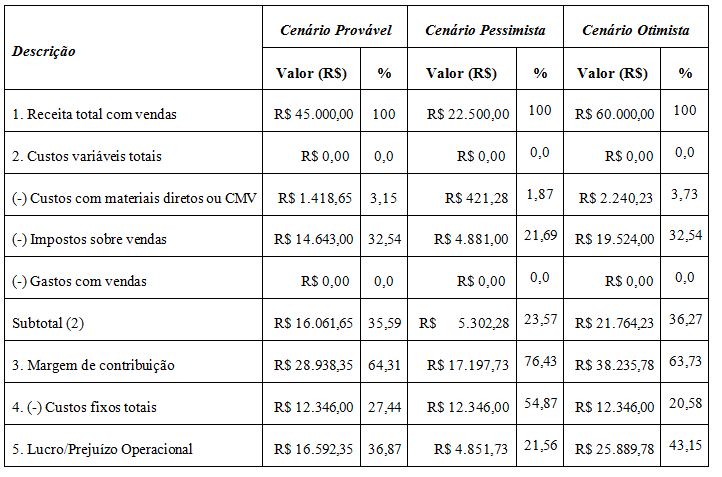 Descrição Cenário Provável Cenário Pessimista Cenário Otimista
Valor (R$) % Valor (R$) % Valor (R$) %
1. Receita total com vendas R$ 45.000,00 100 R$ 22.500,00 100 R$ 60.000,00 100
2. Custos variáveis totais R$ 0,00 0,0 R$ 0,00 0,0 R$ 0,00 0,0
(-) Custos com materiais diretos ou CMV R$ 1.418,65 3,15 R$ 421,28 1,87 R$ 2.240,23 3,73
(-) Impostos sobre vendas R$ 14.643,00 32,54 R$ 4.881,00 21,69 R$ 19.524,00 32,54
(-) Gastos com vendas R$ 0,00 0,0 R$ 0,00 0,0 R$ 0,00 0,0
Subtotal (2) R$ 16.061,65 35,59 R$ 5.302,28 23,57 R$ 21.764,23 36,27
3. Margem de contribuição R$ 28.938,35 64,31 R$ 17.197,73 76,43 R$ 38.235,78 63,73
4. (-) Custos fixos totais R$ 12.346,00 27,44 R$ 12.346,00 54,87 R$ 12.346,00 20,58
5. Lucro/Prejuízo Operacional R$ 16.592,35 36,87 R$ 4.851,73 21,56 R$ 25.889,78 43,15